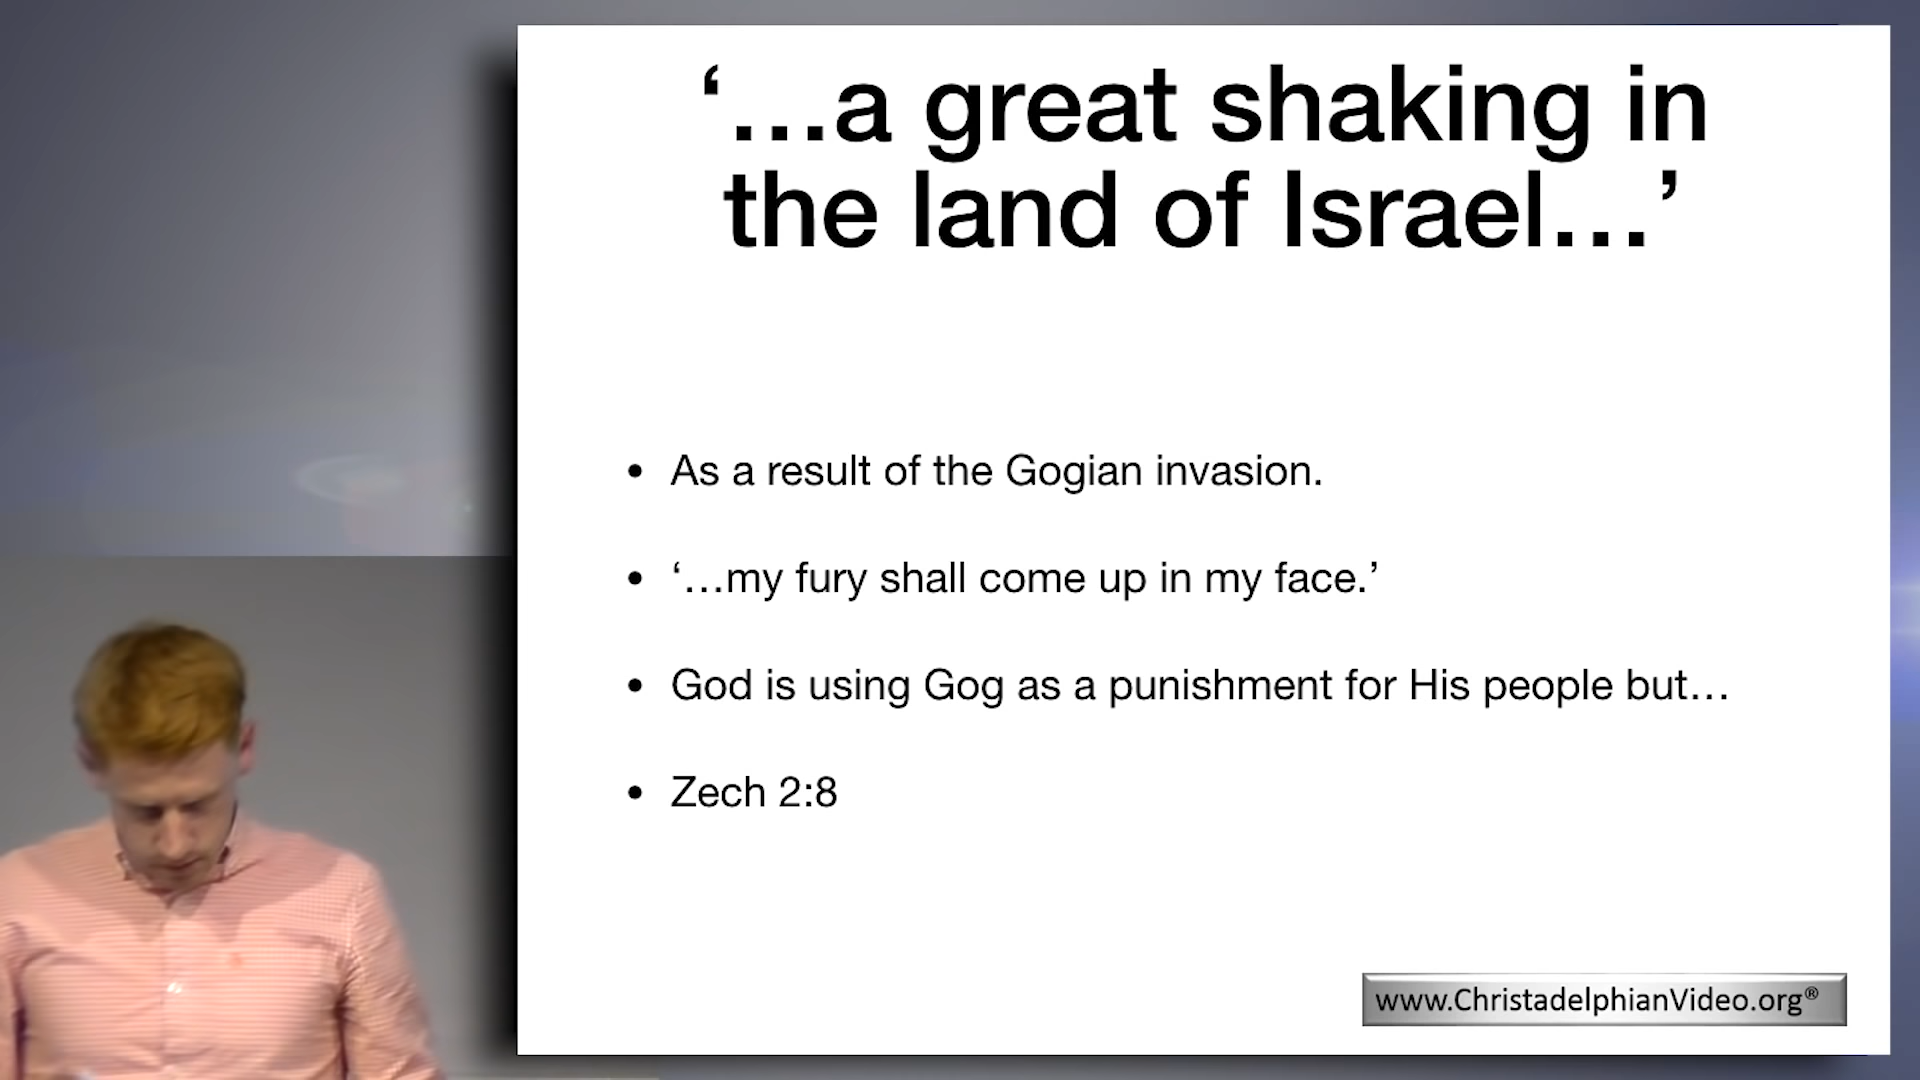 ‘…a great shaking in
the land of Israel…’
• As a result of the Gogian invasion.
• ‘…my fury shall come up in my face.’
• God is using Gog as a punishment for His people but…
• Zech 2:8
www.ChristadelphianVideo.org®